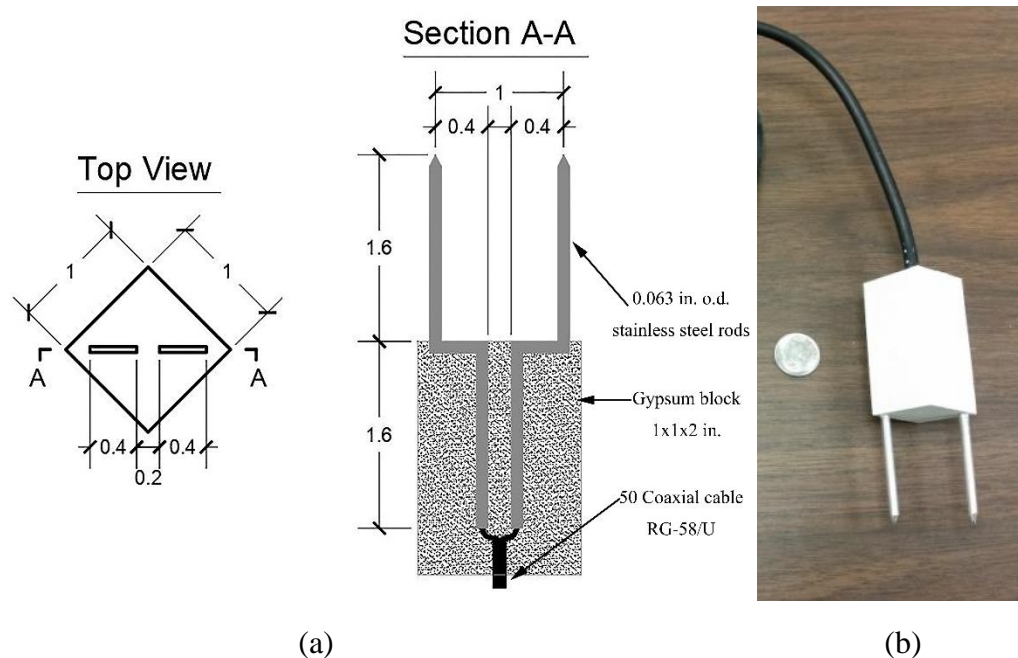 Section A-A
1
0.4
0.4
Top View
1
1
1.6
A
A
0.4
0.4
0.2
1.6
0.063 in. o.d.
stainless steel rods
Gypsum block
1x1x2 in.
50 Coaxial cable
RG-58/U
(a)
(b)